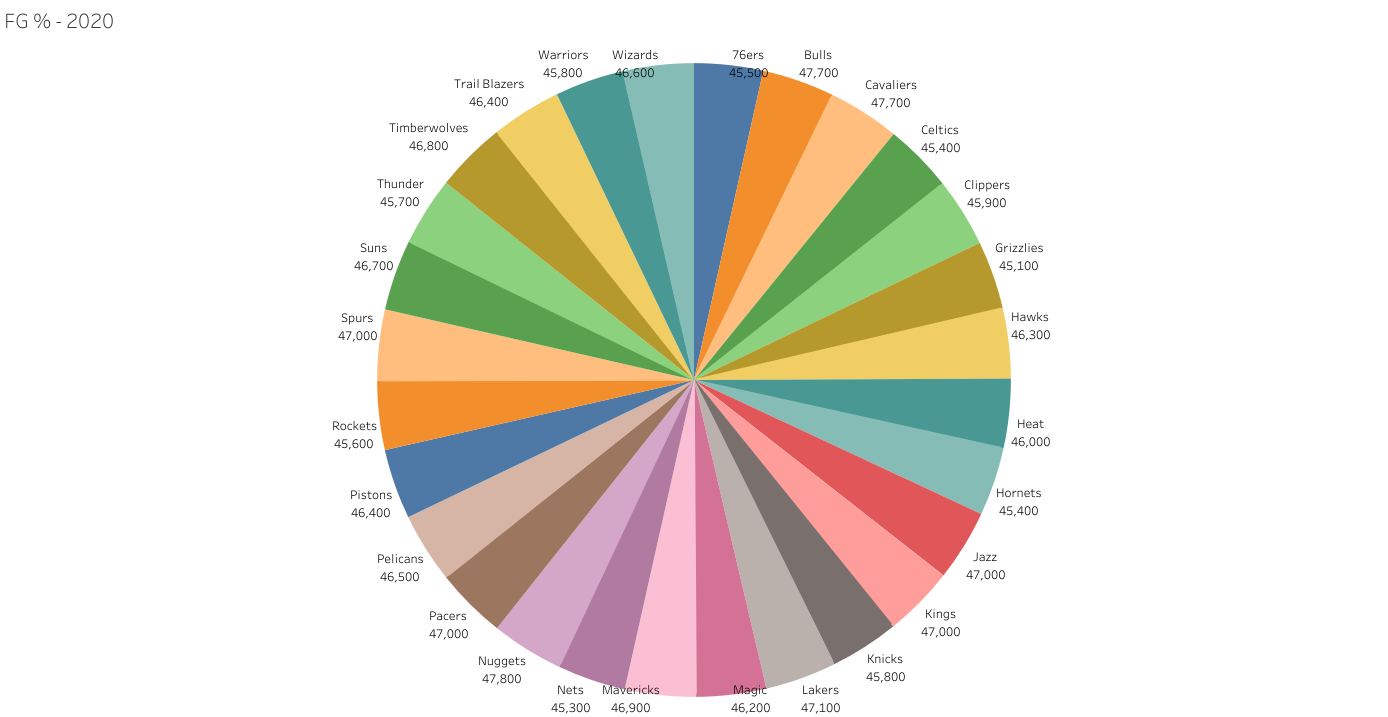 FG % - 2020
76ers
45,500
Bulls
47,700
Cavaliers
47,700
Celtics
45,400
Clippers
45,900
Grizzlies
45,100
Hawks
46,300
Heat
46,000
Hornets
45,400
Jazz
47,000
Kings
47,000
Knicks
45,800
Lakers
47,100
Magic
46,200
Mavericks
46,900
Nets
45,300
Nuggets
47,800
Pacers
47,000
Pelicans
46,500
Pistons
46,400
Rockets
45,600
Spurs
47,000
Suns
46,700
Thunder
45,700
Timberwolves
46,800
Trail Blazers
46,400
Warriors
45,800
Wizards
46,600